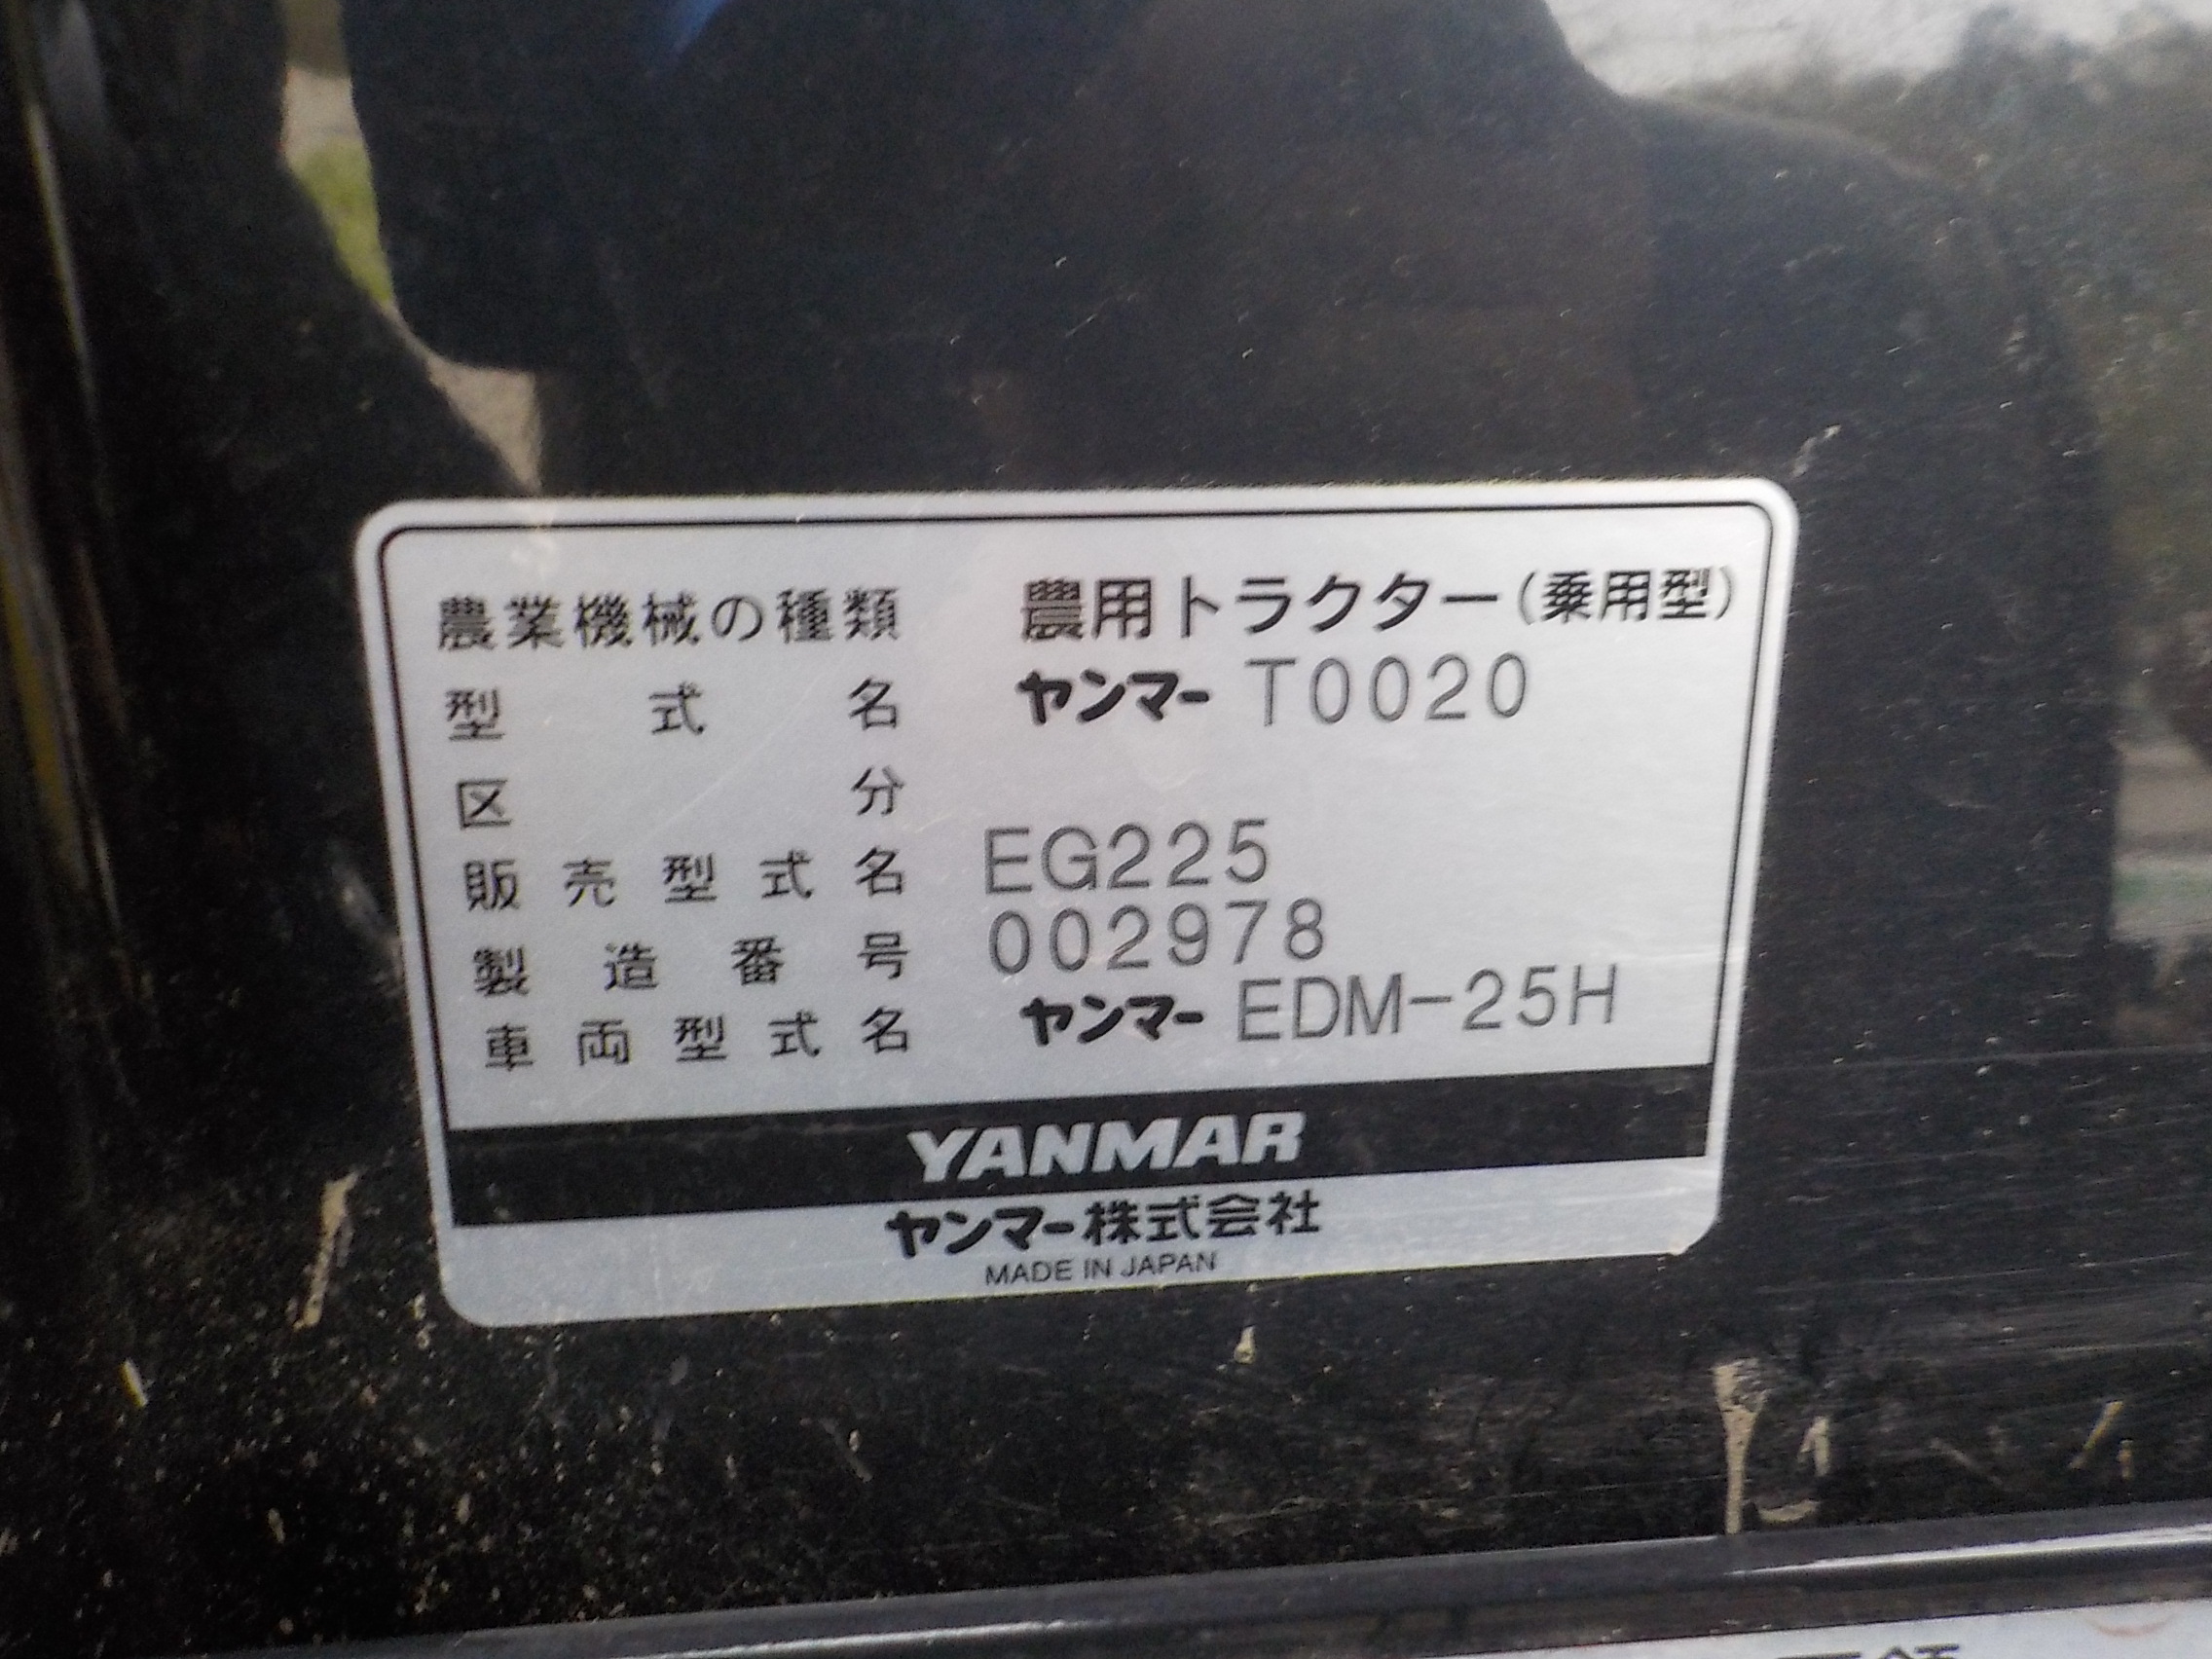 農業機械の種類 農用トラクター(乗用型)
型式名 ヤンマー T0020
区分
販売型式名 EG225
製造番号 002978
車両型式名 ヤンマー EDM-25H
YANMAR
ヤンマー株式会社
MADE IN JAPAN